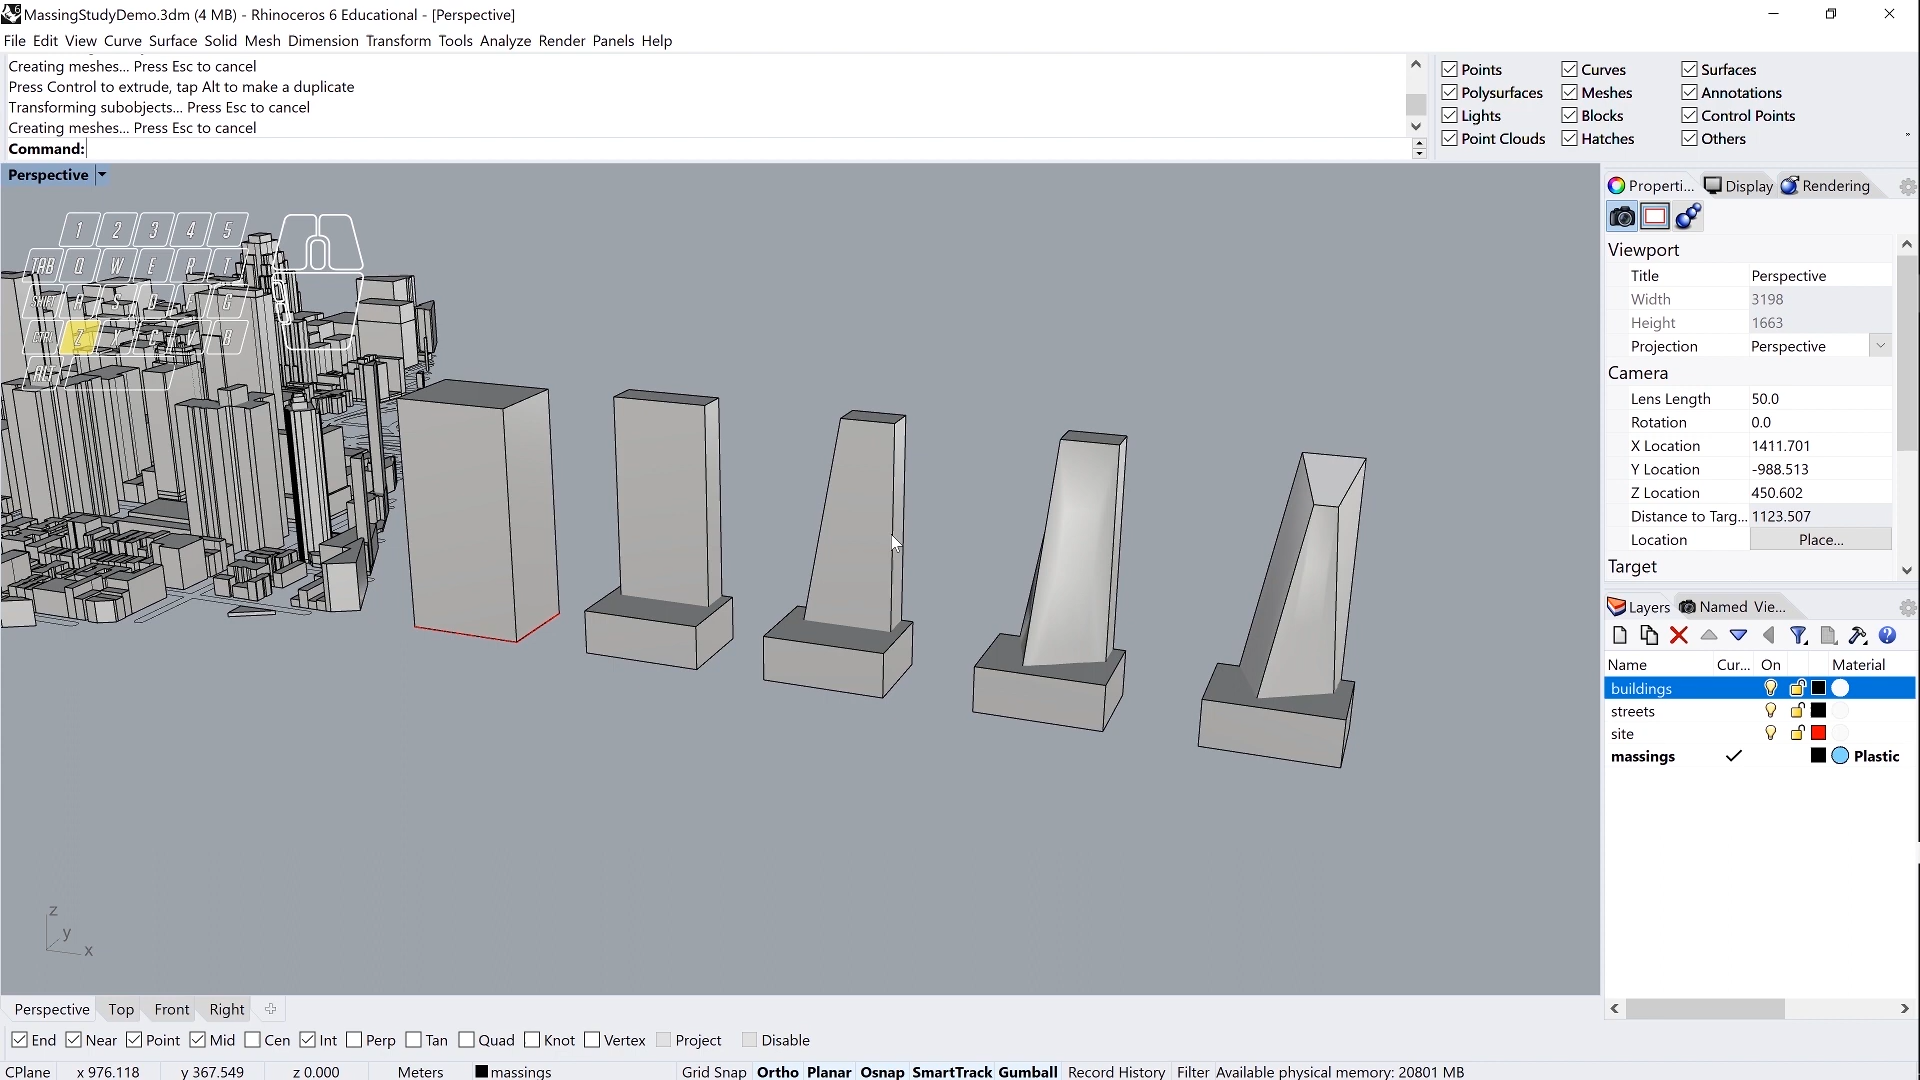 MassingStudyDemo.3dm (4 MB) - Rhinoceros 6 Educational - [Perspective]
File Edit View Curve Surface Solid Mesh Dimension Transform Tools Analyze Render Panels Help
Creating meshes... Press Esc to cancel
Press Control to extrude, tap Alt to make a duplicate
Transforming subobjects... Press Esc to cancel
Creating meshes... Press Esc to cancel
Command:
Points Curves Surfaces
Polysurfaces Meshes Annotations
Lights Blocks Control Points
Point Clouds Hatches Others
Perspective
1 2 3 4 5
TAB Q W E R T
SHIFT A S D F G
CTRL Z X C V B
ALT
z
y
x
Properti... Display Rendering
Viewport
Title Perspective
Width 3198
Height 1663
Projection Perspective
Camera
Lens Length 50.0
Rotation 0.0
X Location 1411.701
Y Location -988.513
Z Location 450.602
Distance to Targ... 1123.507
Location Place...
Target
Layers Named Vie...
Name Cur... On Material
buildings
streets
site
massings Plastic
Perspective Top Front Right
End Near Point Mid Cen Int Perp Tan Quad Knot Vertex Project Disable
CPlane x 976.118 y 367.549 z 0.000 Meters massings Grid Snap Ortho Planar Osnap SmartTrack Gumball Record History Filter Available physical memory: 20801 MB